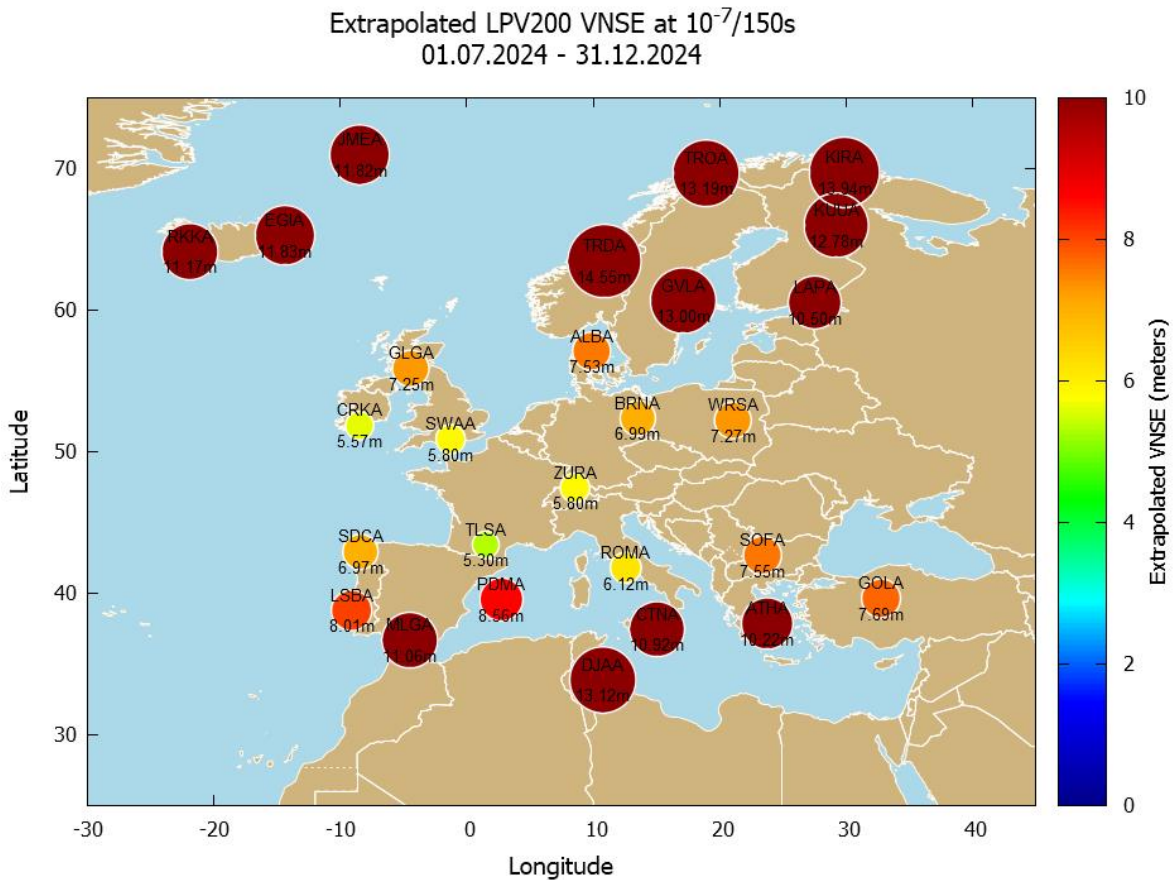 Extrapolated LPV200 VNSE at 10⁻⁷/150s
01.07.2024 - 31.12.2024
JMEA
11.82m
TROA
13.19m
KIRA
13.94m
KUUA
12.78m
EGIA
11.83m
RKKA
11.17m
TRDA
14.55m
GVLA
13.00m
LAPA
10.50m
ALBA
7.53m
GLGA
7.25m
CRKA
5.57m
SWAA
5.80m
BRNA
6.99m
WRSA
7.27m
ZURA
5.80m
SDCA
6.97m
TLSA
5.30m
ROMA
6.12m
SOFA
7.55m
GOLA
7.69m
LSBA
8.01m
PDMA
8.56m
MLGA
11.06m
CTNA
10.92m
ATHA
10.22m
DJAA
13.12m
70
60
50
40
30
Latitude
-30 -20 -10 0 10 20 30 40
Longitude
10
8
6
4
2
0
Extrapolated VNSE (meters)